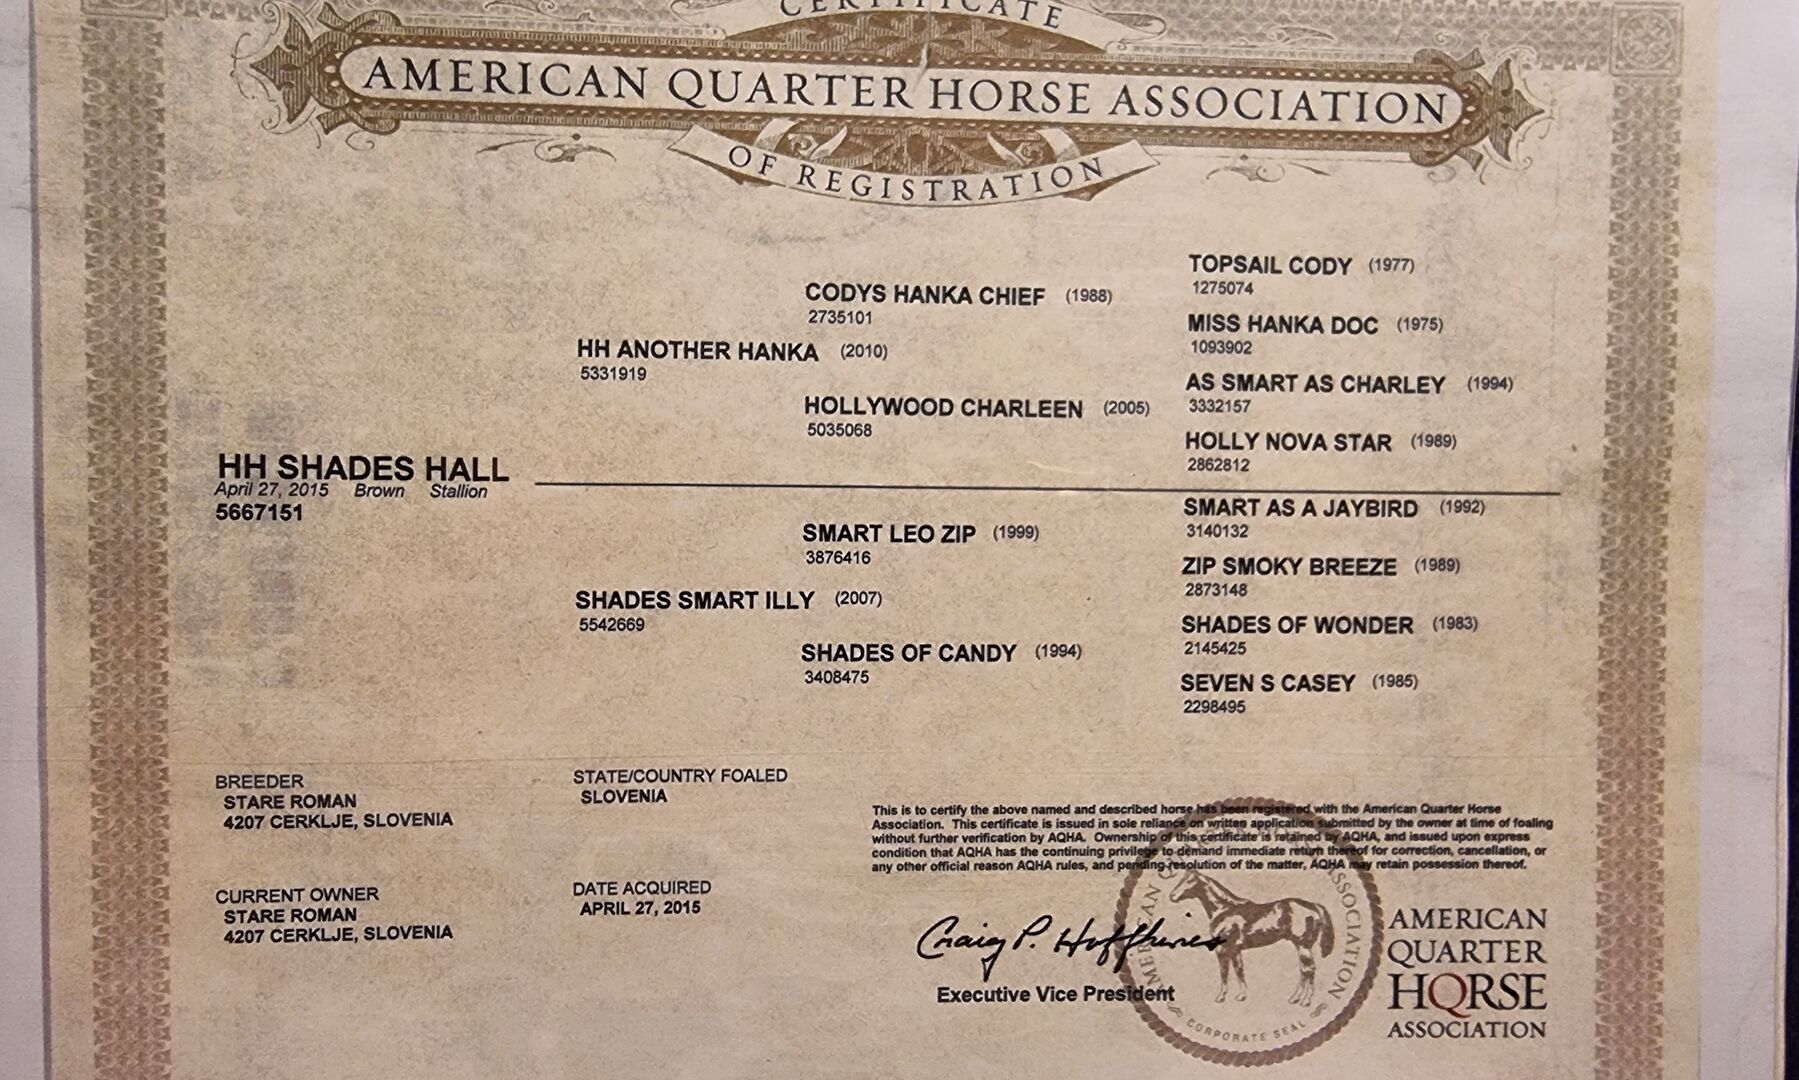 CERTIFICATE
AMERICAN QUARTER HORSE ASSOCIATION
OF REGISTRATION
TOPSAIL CODY (1977)
1275074
CODYS HANKA CHIEF (1988)
2735101
MISS HANKA DOC (1975)
1093902
HH ANOTHER HANKA (2010)
5331919
AS SMART AS CHARLEY (1994)
3332157
HOLLYWOOD CHARLEEN (2005)
5035068
HOLLY NOVA STAR (1989)
2862812
HH SHADES HALL
April 27, 2015 Brown Stallion
5667151
SMART AS A JAYBIRD (1992)
3140132
SMART LEO ZIP (1999)
3876416
ZIP SMOKY BREEZE (1989)
2873148
SHADES SMART ILLY (2007)
5542669
SHADES OF WONDER (1983)
2145425
SHADES OF CANDY (1994)
3408475
SEVEN S CASEY (1985)
2298495
BREEDER
STARE ROMAN
4207 CERKLJE, SLOVENIA
STATE/COUNTRY FOALED
SLOVENIA
CURRENT OWNER
STARE ROMAN
4207 CERKLJE, SLOVENIA
DATE ACQUIRED
APRIL 27, 2015
This is to certify the above named and described horse has been registered with the American Quarter Horse
Association. This certificate is issued in sole reliance on written application submitted by the owner at time of foaling
without further verification by AQHA. Ownership of this certificate is retained by AQHA, and issued upon express
condition that AQHA has the continuing privilege to demand immediate return thereof for correction, cancellation, or
any other official reason AQHA rules, and pending resolution of the matter, AQHA may retain possession thereof.
Craig P. Huffhines
Executive Vice President
AMERICAN
ASSOCIATION
CORPORATE SEAL
AMERICAN
QUARTER
HORSE
ASSOCIATION